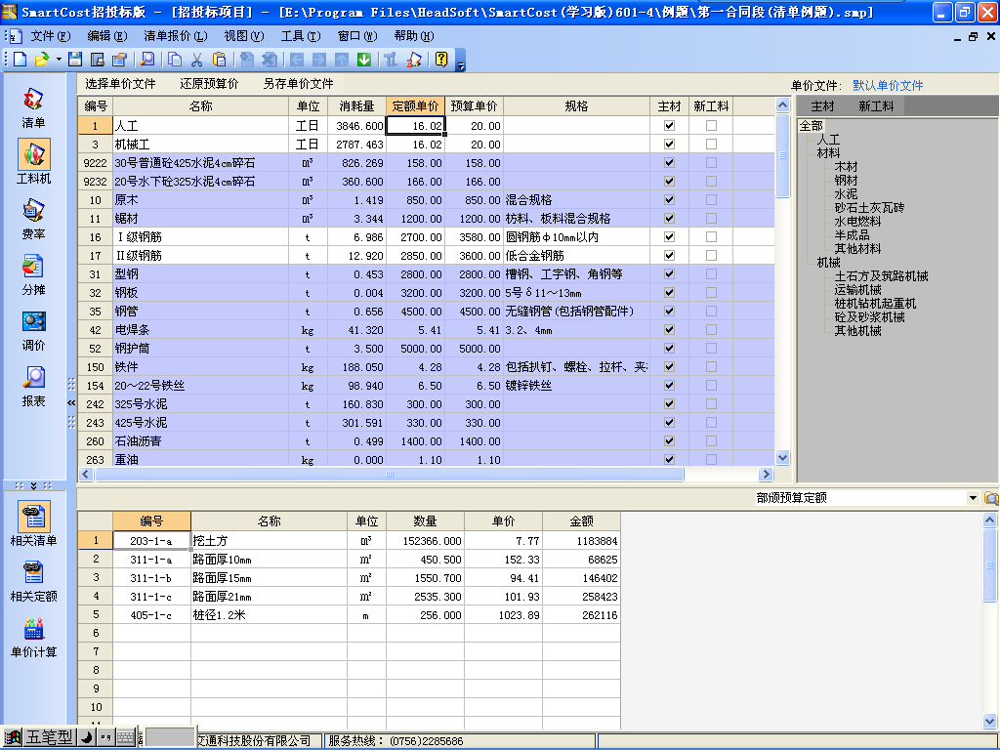 SmartCost招投标版 - [招投标项目] - [E:\Program Files\HeadSoft\SmartCost(学习版)601-4\例题\第一合同段(清单例题).smp]
文件(F) 编辑(E) 清单报价(L) 视图(V) 工具(T) 窗口(W) 帮助(H)
选择单价文件 还原预算价 另存单价文件
单价文件: 默认单价文件
清单
工料机
费率
分摊
调价
报表
相关清单
相关定额
单价计算
编号 名称 单位 消耗量 定额单价 预算单价 规格 主材 新工料
1 人工 工日 3846.600 16.02 20.00
3 机械工 工日 2787.463 16.02 20.00
9222 30号普通砼425水泥4cm碎石 m³ 826.269 158.00 158.00
9232 20号水下砼325水泥4cm碎石 m³ 360.600 166.00 166.00
10 原木 m³ 1.419 850.00 850.00 混合规格
11 锯材 m³ 3.344 1200.00 1200.00 枋料、板料混合规格
16 Ⅰ级钢筋 t 6.986 2700.00 3580.00 圆钢筋φ10mm以内
17 Ⅱ级钢筋 t 12.920 2850.00 3600.00 低合金钢筋
31 型钢 t 0.453 2800.00 2800.00 槽钢、工字钢、角钢等
32 钢板 t 0.004 3200.00 3200.00 5号δ11～13mm
35 钢管 t 0.656 4500.00 4500.00 无缝钢管(包括钢管配件)
42 电焊条 kg 41.320 5.41 5.41 3.2、4mm
52 钢护筒 t 3.500 5000.00 5000.00
150 铁件 kg 188.050 4.28 4.28 包括扒钉、螺栓、拉杆、夹
154 20～22号铁丝 kg 98.940 6.50 6.50 镀锌铁丝
242 325号水泥 t 160.830 300.00 300.00
243 425号水泥 t 301.591 330.00 330.00
260 石油沥青 t 0.499 1400.00 1400.00
263 重油 kg 0.000 1.10 1.10
主材 新工料
全部
人工
材料
木材
钢材
水泥
砂石土灰瓦砖
水电燃料
半成品
其他材料
机械
土石方及筑路机械
运输机械
桩机钻机起重机
砼及砂浆机械
其他机械
部颁预算定额
编号 名称 单位 数量 单价 金额
1 203-1-a 挖土方 m³ 152366.000 7.77 1183884
2 311-1-a 路面厚10mm m² 450.500 152.33 68625
3 311-1-b 路面厚15mm m² 1550.700 94.41 146402
4 311-1-c 路面厚21mm m² 2535.300 101.93 258423
5 405-1-c 桩径1.2米 m 256.000 1023.89 262116
6
7
8
9
10
五笔型 交通科技股份有限公司 服务热线：(0756)2285686